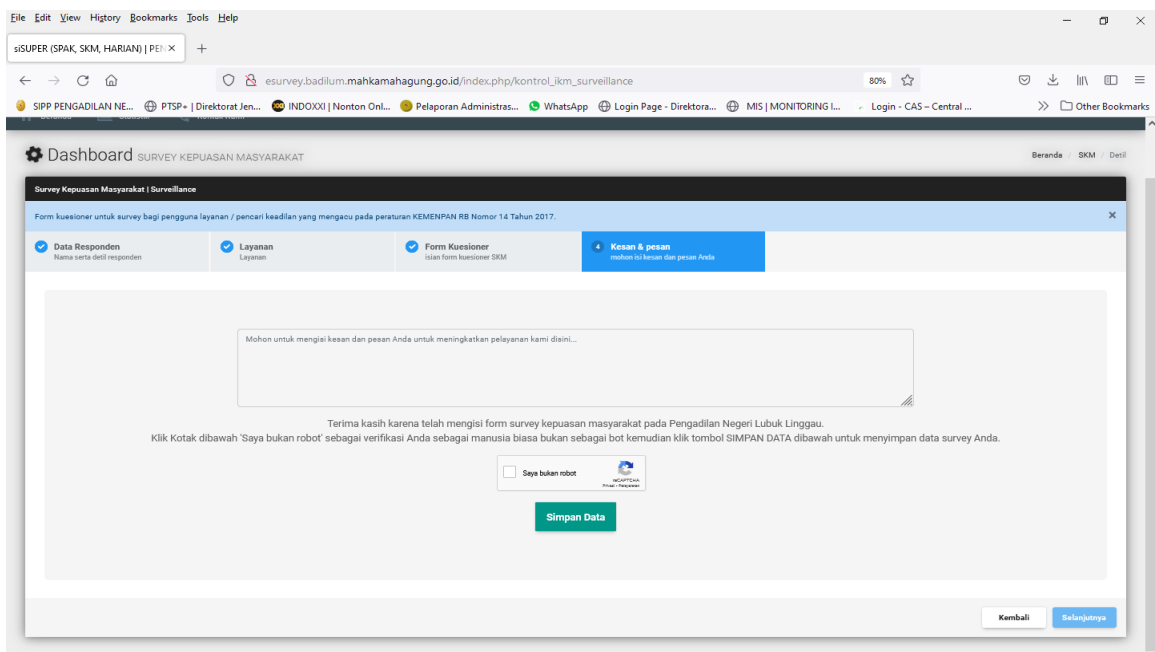 File Edit View History Bookmarks Tools Help
siSUPER (SPAK, SKM, HARIAN) | PEN
esurvey.badilum.mahkamahagung.go.id/index.php/kontrol_ikm_surveillance
80%
SIPP PENGADILAN NE... PTSP+ | Direktorat Jen... INDOXXI | Nonton Onl... Pelaporan Administras... WhatsApp Login Page - Direktora... MIS | MONITORING I... Login - CAS – Central ... Other Bookmarks
Beranda Statistik
Dashboard SURVEY KEPUASAN MASYARAKAT
Beranda / SKM / Detil
Survey Kepuasan Masyarakat | Surveillance
Form kuesioner untuk survey bagi pengguna layanan / pencari keadilan yang mengacu pada peraturan KEMENPAN RB Nomor 14 Tahun 2017.
Data Responden
Nama serta detil responden
Layanan
Layanan
Form Kuesioner
isian form kuesioner SKM
4 Kesan & pesan
mohon isi kesan dan pesan Anda
Mohon untuk mengisi kesan dan pesan Anda untuk meningkatkan pelayanan kami disini...
Terima kasih karena telah mengisi form survey kepuasan masyarakat pada Pengadilan Negeri Lubuk Linggau.
Klik Kotak dibawah 'Saya bukan robot' sebagai verifikasi Anda sebagai manusia biasa bukan sebagai bot kemudian klik tombol SIMPAN DATA dibawah untuk menyimpan data survey Anda.
Saya bukan robot
reCAPTCHA
Privasi - Persyaratan
Simpan Data
Kembali
Selanjutnya